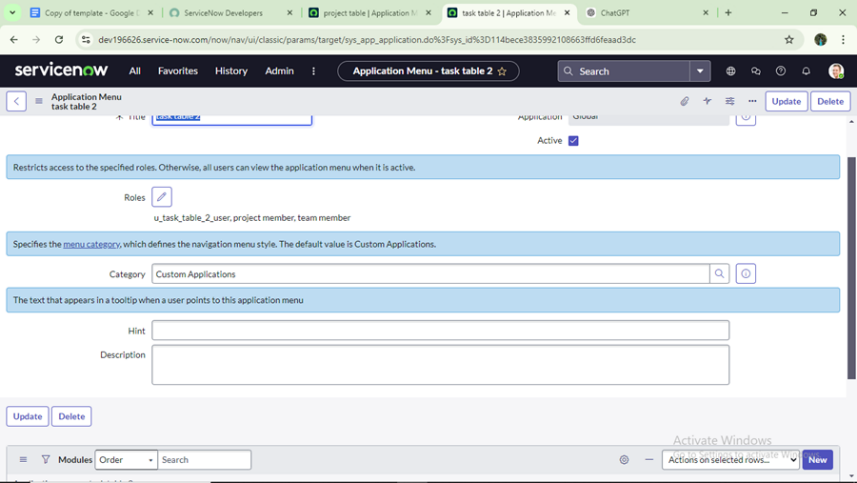 Copy of template - Google
ServiceNow Developers
project table | Application M
task table 2 | Application Me
ChatGPT
dev196626.service-now.com/now/nav/ui/classic/params/target/sys_app_application.do%3Fsys_id%3D114bece3835992108663ffd6feaad3dc
servicenow All Favorites History Admin Application Menu - task table 2 Search
Application Menu
task table 2
Update Delete
Title task table 2 Application Global
Active
Restricts access to the specified roles. Otherwise, all users can view the application menu when it is active.
Roles
u_task_table_2_user, project member, team member
Specifies the menu category, which defines the navigation menu style. The default value is Custom Applications.
Category Custom Applications
The text that appears in a tooltip when a user points to this application menu
Hint
Description
Update Delete
Activate Windows
Go to Settings to activate Windows.
Modules Order Search Actions on selected rows... New